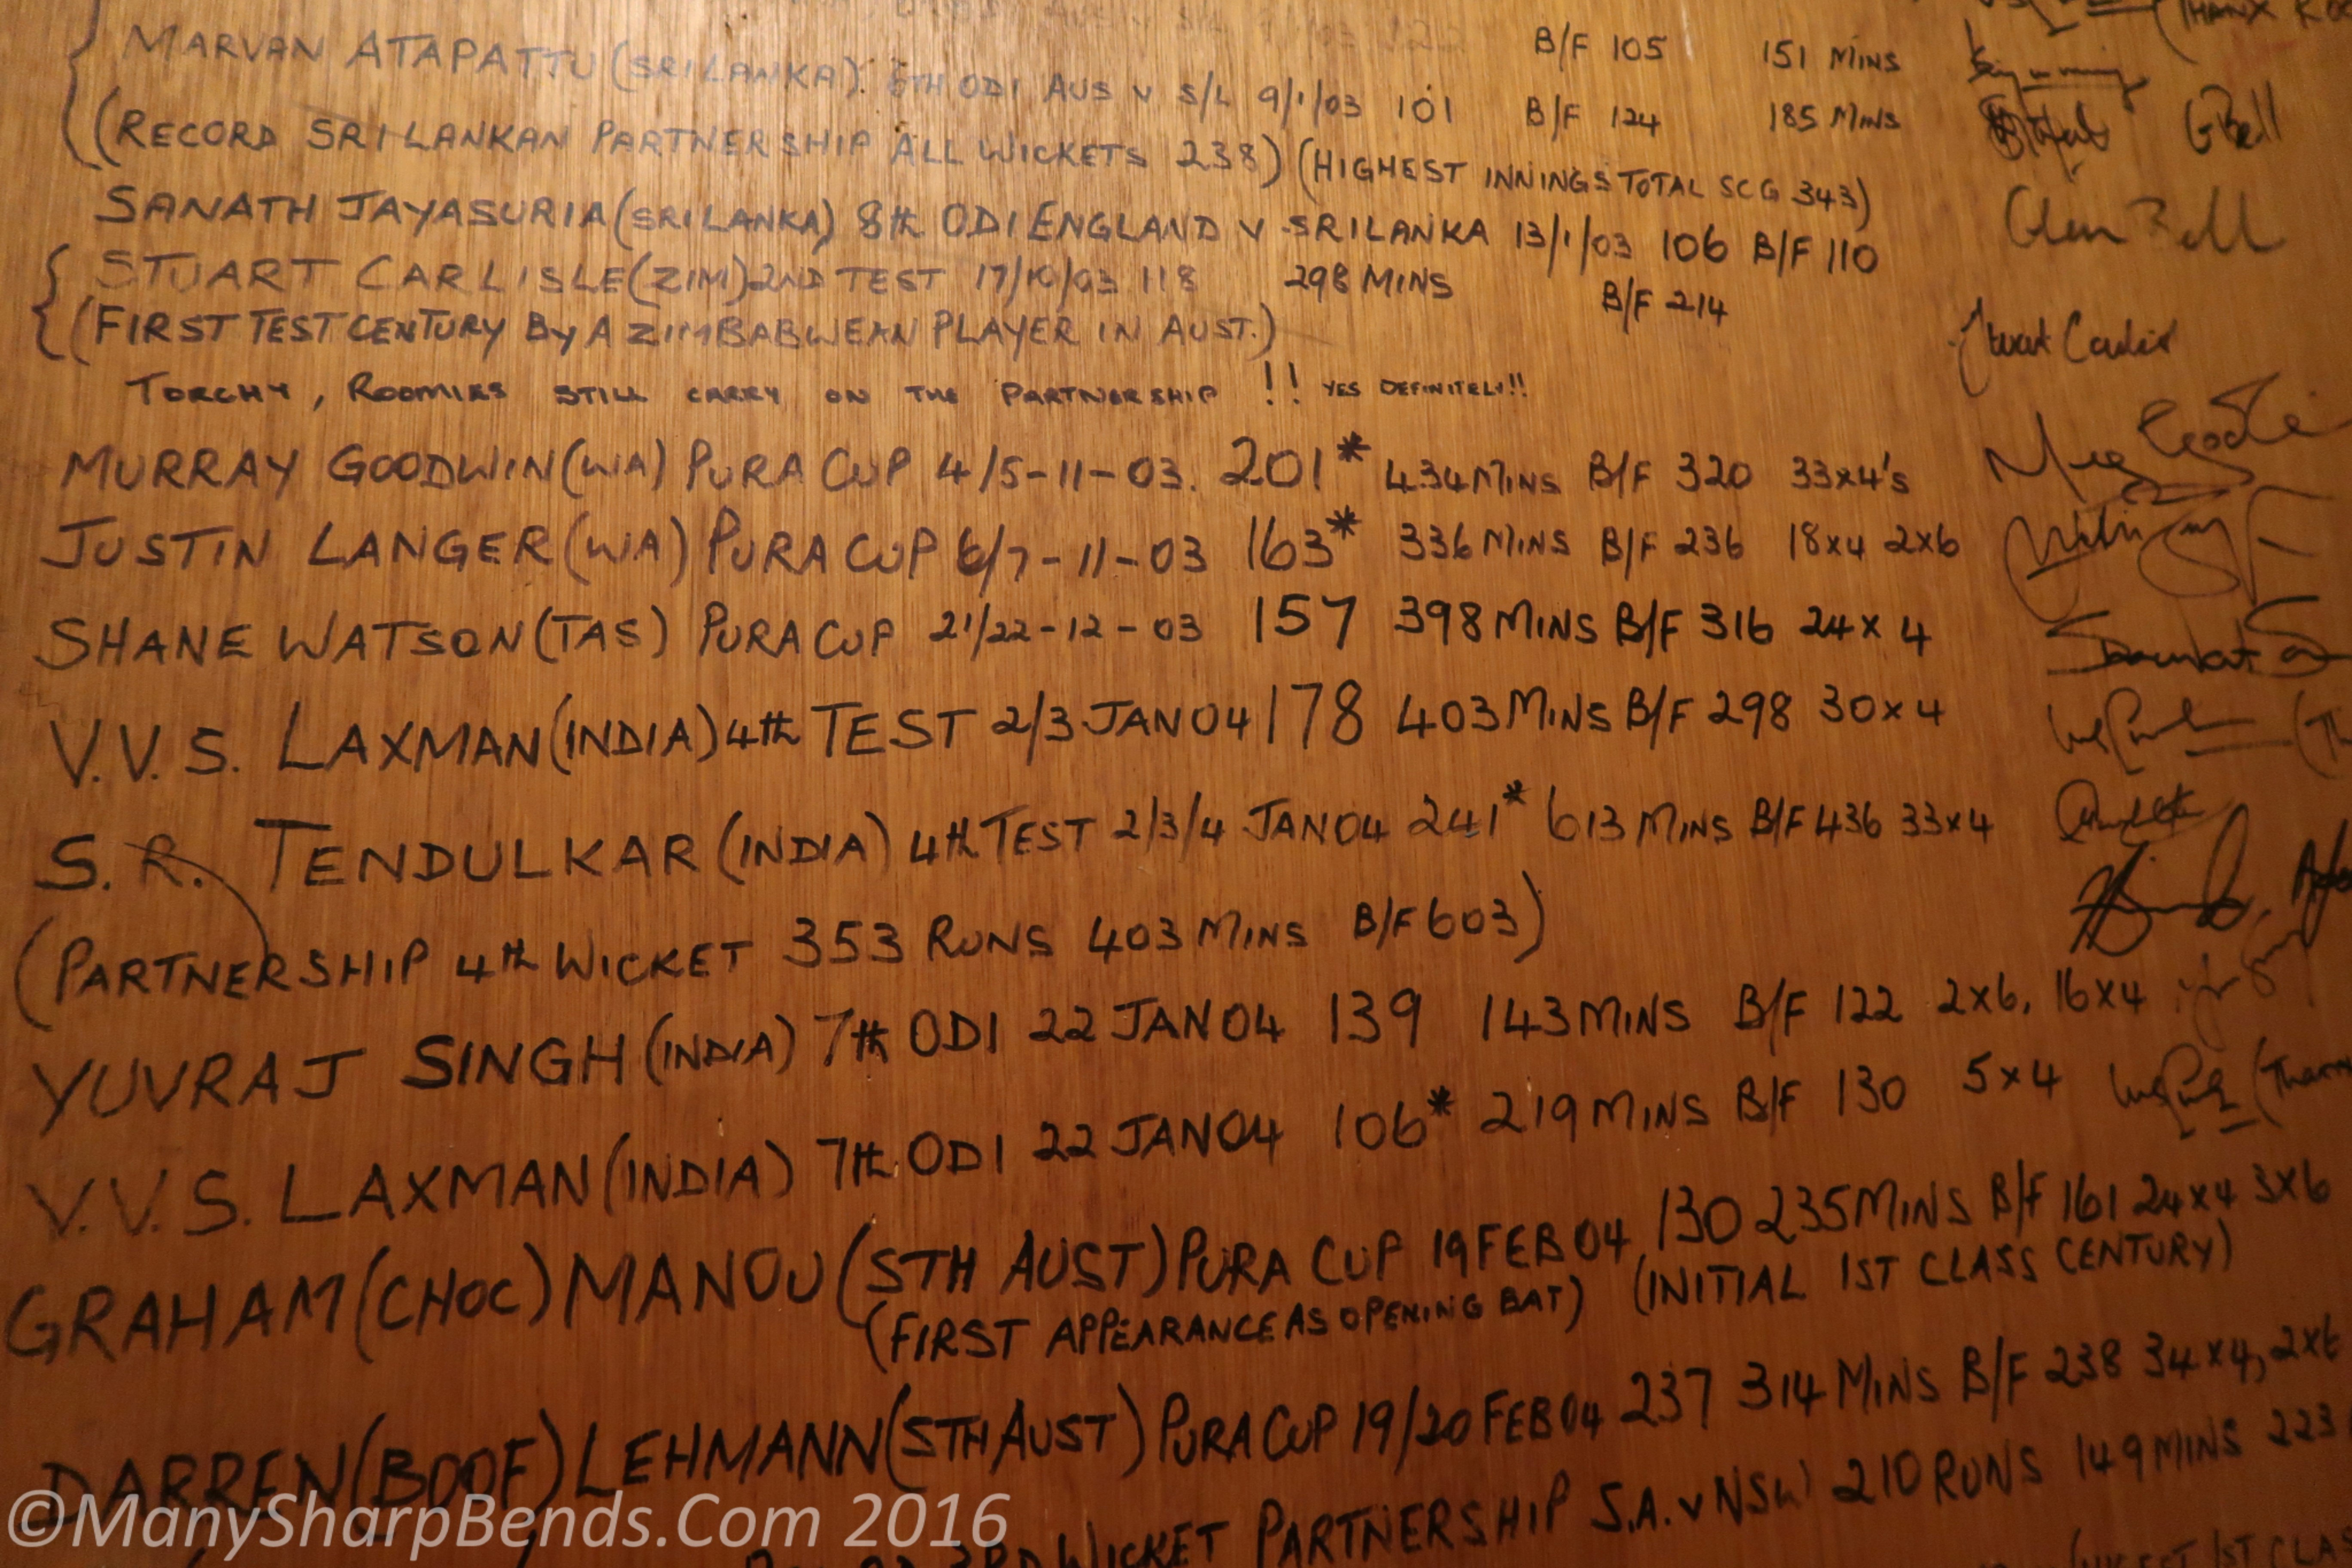 B/F 105 151 MINS
(THANX
MARVAN ATAPATTU (SRI LANKA). 5TH ODI AUS V S/L 9/1/03 101 B/F 124 185 MINS
(RECORD SRI LANKAN PARTNERSHIP ALL WICKETS 238) (HIGHEST INNINGS TOTAL SCG 343)
G Bell
Glen Bell
SANATH JAYASURIA (SRI LANKA) 8th ODI ENGLAND V SRI LANKA 13/1/03 106 B/F 110
STUART CARLISLE (ZIM) 2ND TEST 17/10/03 118 298 MINS B/F 214
(FIRST TEST CENTURY By A ZIMBABWEAN PLAYER IN AUST.)
TORCHY, ROOMIES STILL CARRY ON THE PARTNERSHIP !! YES DEFINITELY!!
MURRAY GOODWIN (WA) PURA CUP 4/5-11-03. 201* 434 MINS B/F 320 33x4's
JUSTIN LANGER (WA) PURA CUP 6/7-11-03 163* 336 MINS B/F 236 18x4 2x6
SHANE WATSON (TAS) PURA CUP 21/22-12-03 157 398 MINS B/F 316 24x4
V.V.S. LAXMAN (INDIA) 4th TEST 2/3 JAN 04 178 403 MINS B/F 298 30x4
S.R. TENDULKAR (INDIA) 4th TEST 2/3/4 JAN 04 241* 613 MINS B/F 436 33x4
(PARTNERSHIP 4th WICKET 353 RUNS 403 MINS B/F 603)
YUVRAJ SINGH (INDIA) 7th ODI 22 JAN 04 139 143 MINS B/F 122 2x6, 16x4
V.V.S. LAXMAN (INDIA) 7th ODI 22 JAN 04 106* 219 MINS B/F 130 5x4
GRAHAM (CHOC) MANOU (STH AUST) PURA CUP 19 FEB 04 130 235 MINS B/F 161 24x4 3x6
(FIRST APPEARANCE AS OPENING BAT) (INITIAL 1ST CLASS CENTURY)
DARREN (BOOF) LEHMANN (STH AUST) PURA CUP 19/20 FEB 04 237 314 MINS B/F 238 34x4, 2x6
3RD WICKET PARTNERSHIP S.A. v NSW 210 RUNS 149 MINS 223
1ST
©ManySharpBends.Com 2016